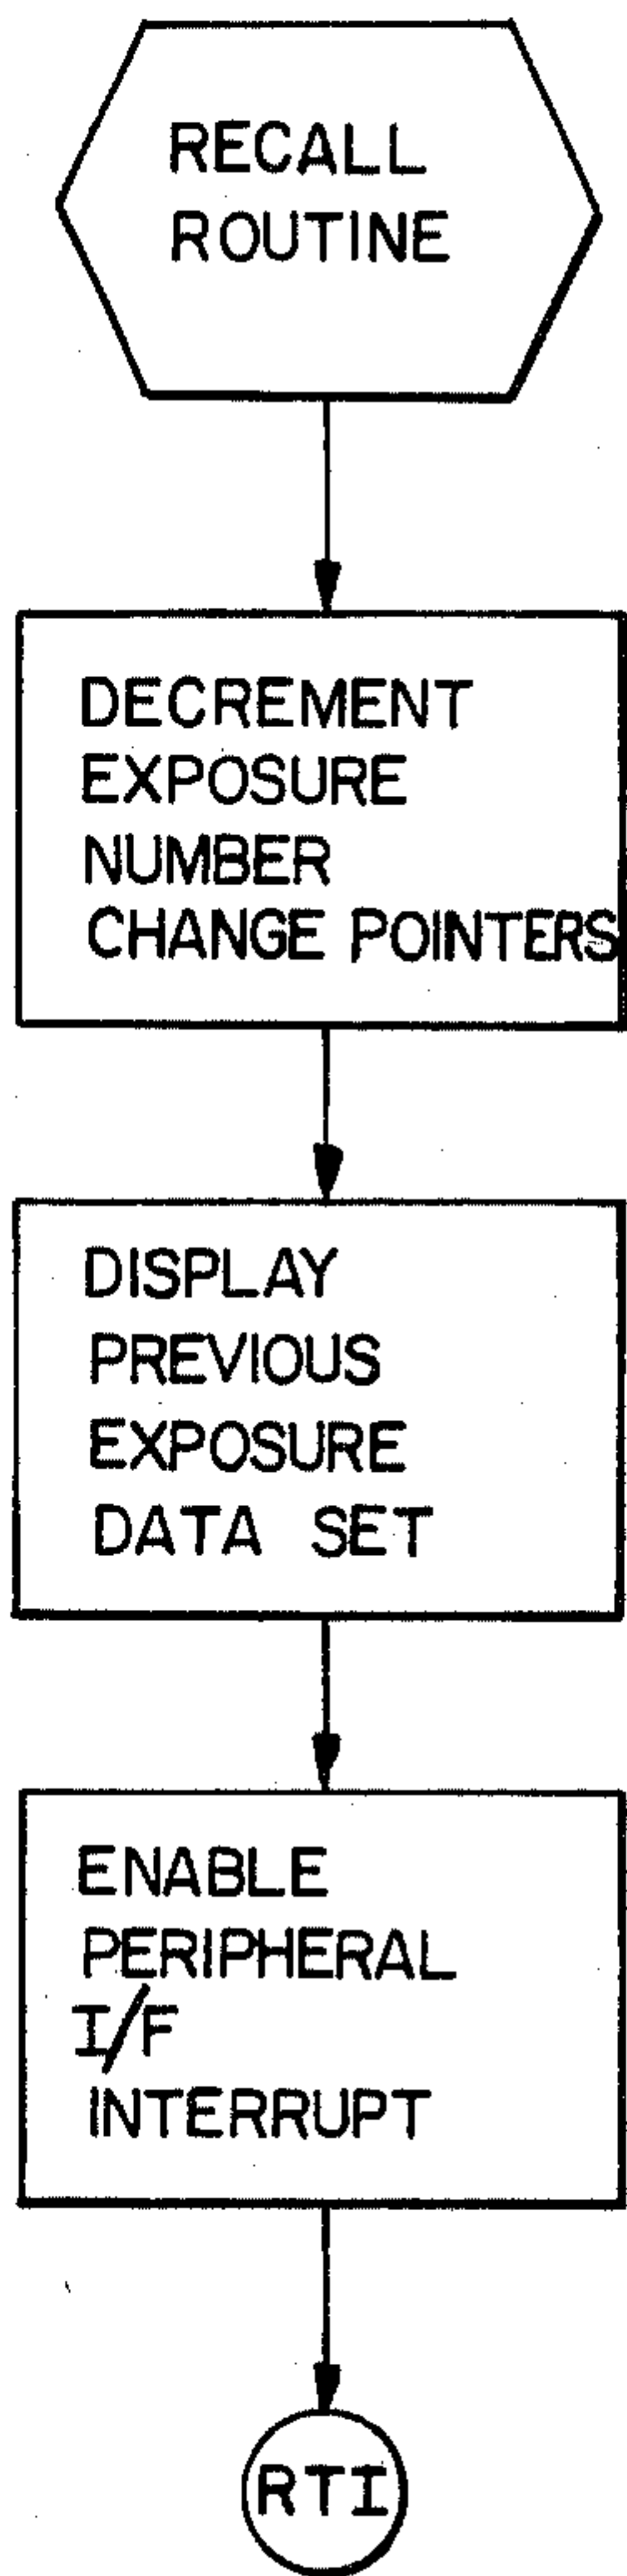 RECALL
ROUTINE
DECREMENT
EXPOSURE
NUMBER
CHANGE POINTERS
DISPLAY
PREVIOUS
EXPOSURE
DATA SET
ENABLE
PERIPHERAL
I/F
INTERRUPT
RTI